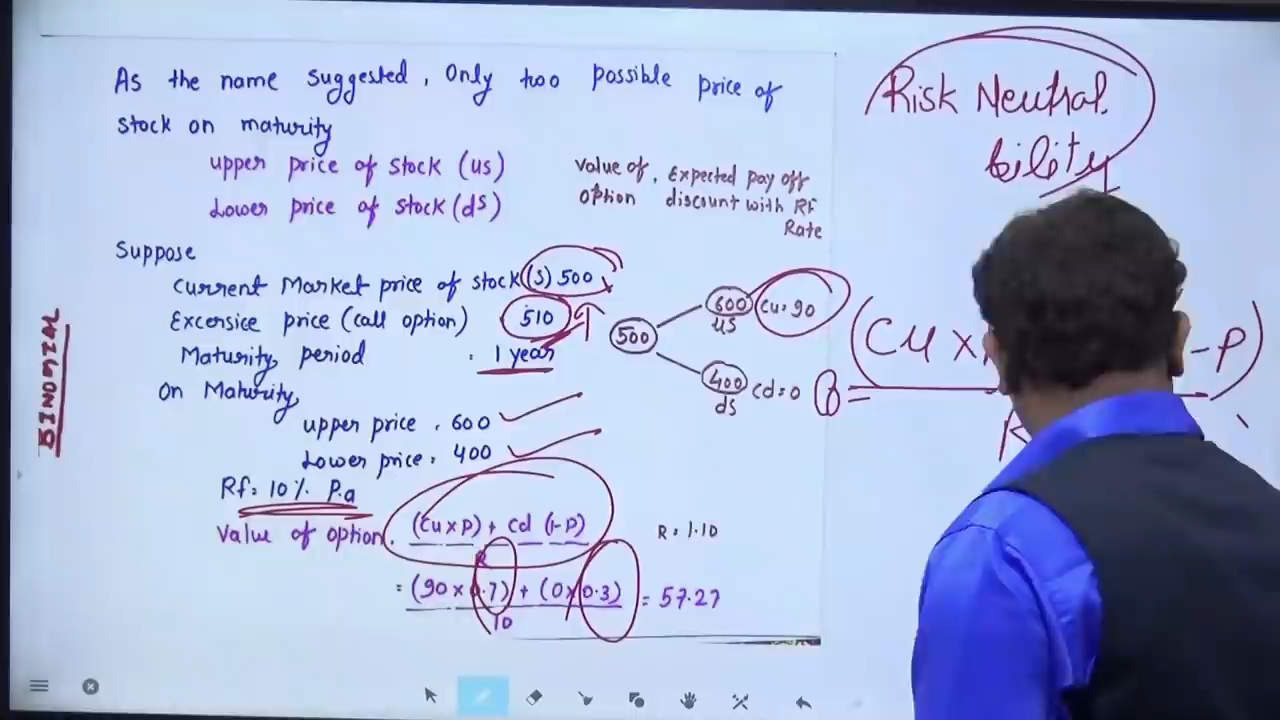 As the name suggested, Only two possible price of
stock on maturity
upper price of stock (us)
Lower price of stock (ds)
Value of . Expected pay off
option discount with RF
Rate
Suppose
Current Market price of stock (S) 500
Excersice price (call option) 510
Maturity period . 1 year
On Maturity,
upper price . 600
Lower price . 400
Rf = 10% P.a
Value of option . (Cu x P) + Cd (1-P)
R
R = 1.10
= (90 x 0.7) + (0 x 0.3) = 57.27
10
500
600
us
Cu = 90
400
ds
Cd = 0
BINOMIAL
Risk Neutral
bility
(Cu x -P)
=